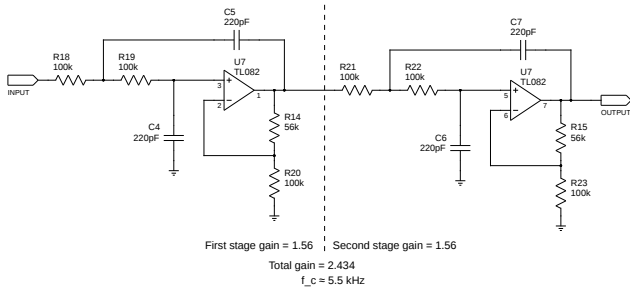 C5
220pF
C7
220pF
R18
100k
R19
100k
U7
TL082
R21
100k
R22
100k
U7
TL082
INPUT
3
+
2
−
1
5
+
6
−
7
OUTPUT
C4
220pF
R14
56k
C6
220pF
R15
56k
R20
100k
R23
100k
First stage gain = 1.56
Second stage gain = 1.56
Total gain = 2.434
f_c = 5.5 kHz